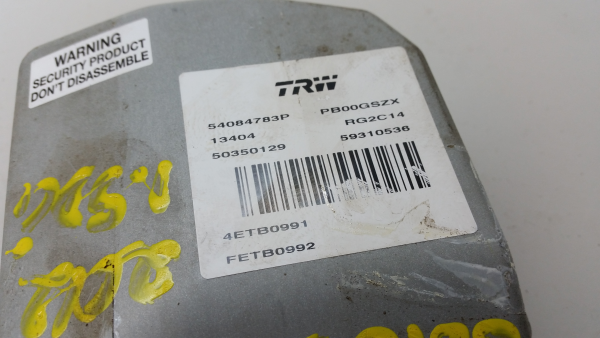 WARNING
SECURITY PRODUCT
DON'T DISASSEMBLE
TRW
54084783P PB00GSZX
13404 RG2C14
50350129 59310536
4ETB0991
FETB0992